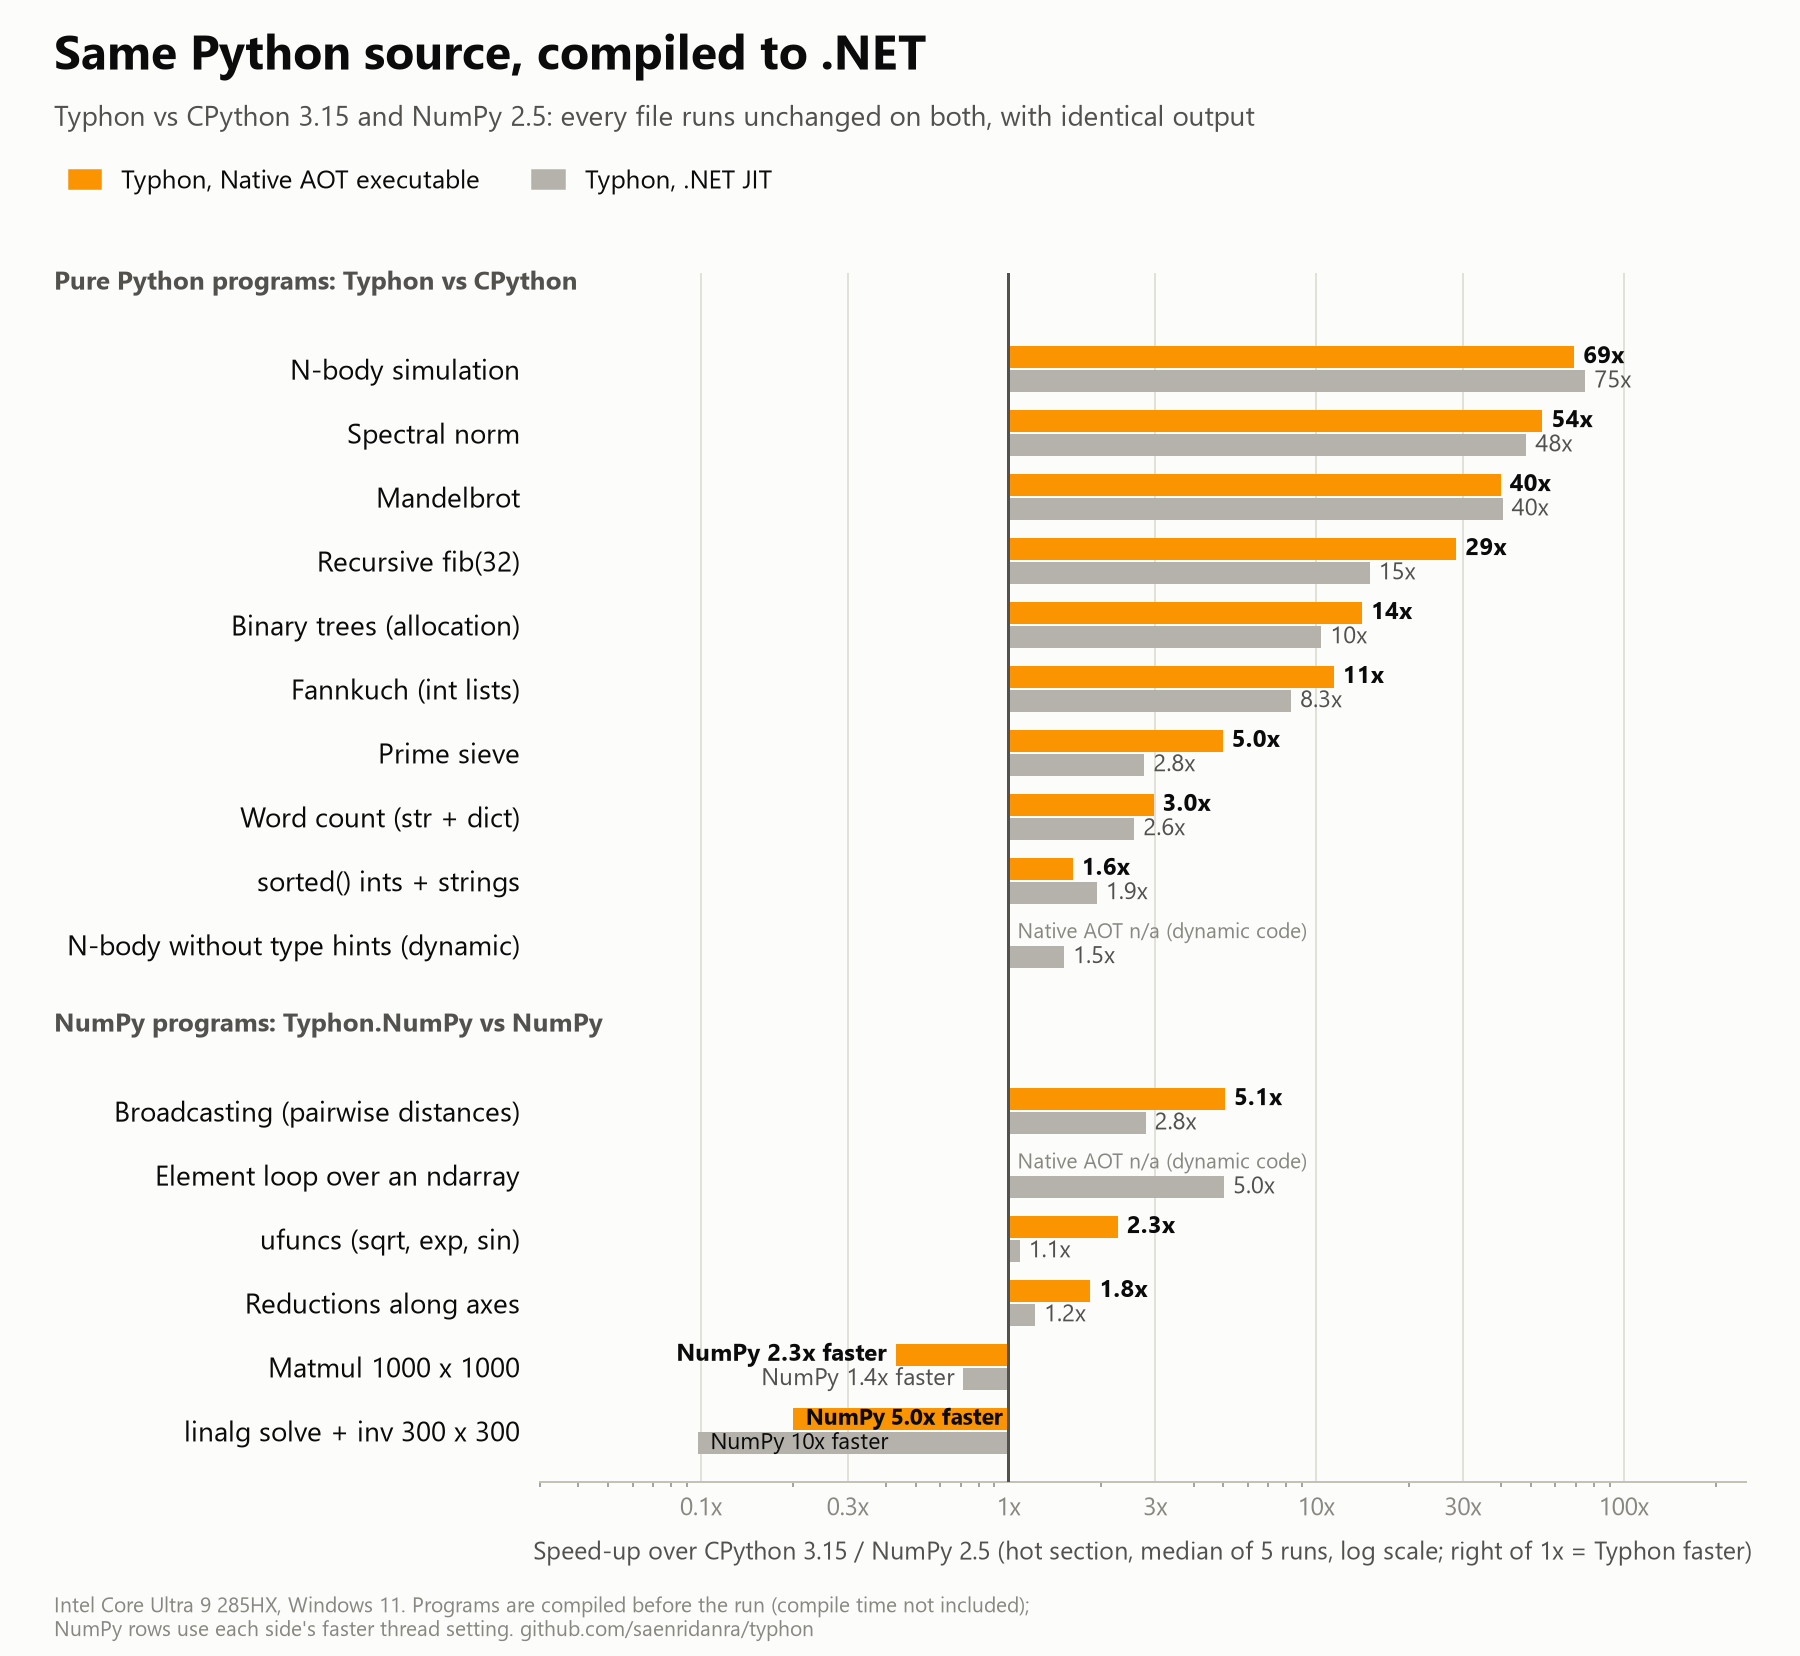 Same Python source, compiled to .NET
Typhon vs CPython 3.15 and NumPy 2.5: every file runs unchanged on both, with identical output
Typhon, Native AOT executable
Typhon, .NET JIT
Pure Python programs: Typhon vs CPython
N-body simulation
69x
75x
Spectral norm
54x
48x
Mandelbrot
40x
40x
Recursive fib(32)
29x
15x
Binary trees (allocation)
14x
10x
Fannkuch (int lists)
11x
8.3x
Prime sieve
5.0x
2.8x
Word count (str + dict)
3.0x
2.6x
sorted() ints + strings
1.6x
1.9x
N-body without type hints (dynamic)
Native AOT n/a (dynamic code)
1.5x
NumPy programs: Typhon.NumPy vs NumPy
Broadcasting (pairwise distances)
5.1x
2.8x
Element loop over an ndarray
Native AOT n/a (dynamic code)
5.0x
ufuncs (sqrt, exp, sin)
2.3x
1.1x
Reductions along axes
1.8x
1.2x
Matmul 1000 x 1000
NumPy 2.3x faster
NumPy 1.4x faster
linalg solve + inv 300 x 300
NumPy 5.0x faster
NumPy 10x faster
0.1x
0.3x
1x
3x
10x
30x
100x
Speed-up over CPython 3.15 / NumPy 2.5 (hot section, median of 5 runs, log scale; right of 1x = Typhon faster)
Intel Core Ultra 9 285HX, Windows 11. Programs are compiled before the run (compile time not included);
NumPy rows use each side's faster thread setting. github.com/saenridanra/typhon